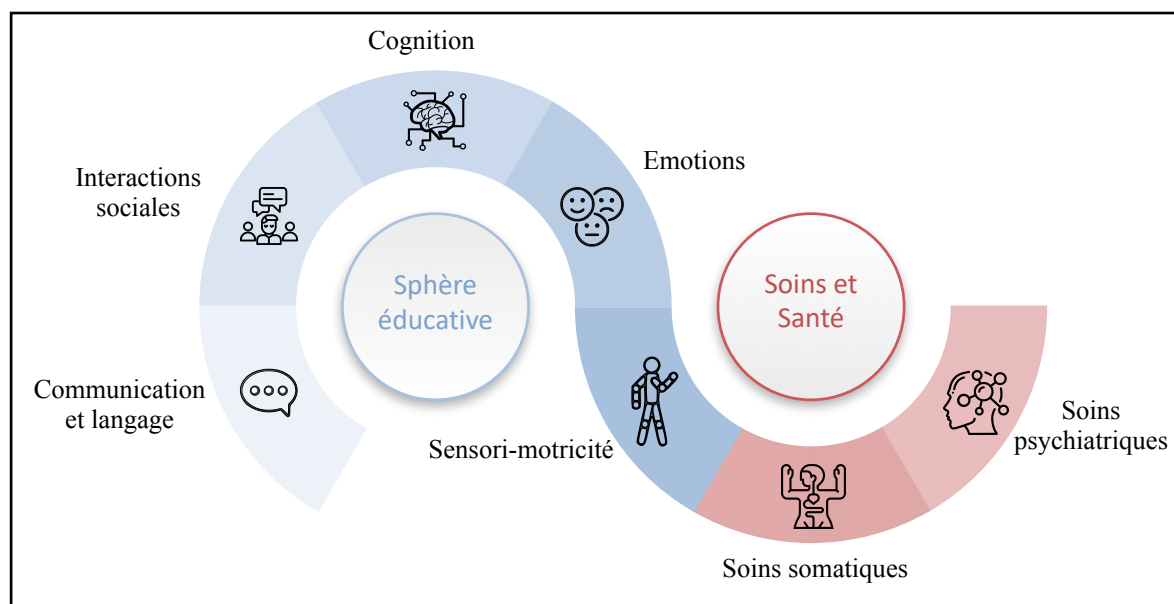 Cognition
Emotions
Interactions
sociales
Sphère
éducative
Soins et
Santé
Communication
et langage
Sensori-motricité
Soins
psychiatriques
Soins somatiques